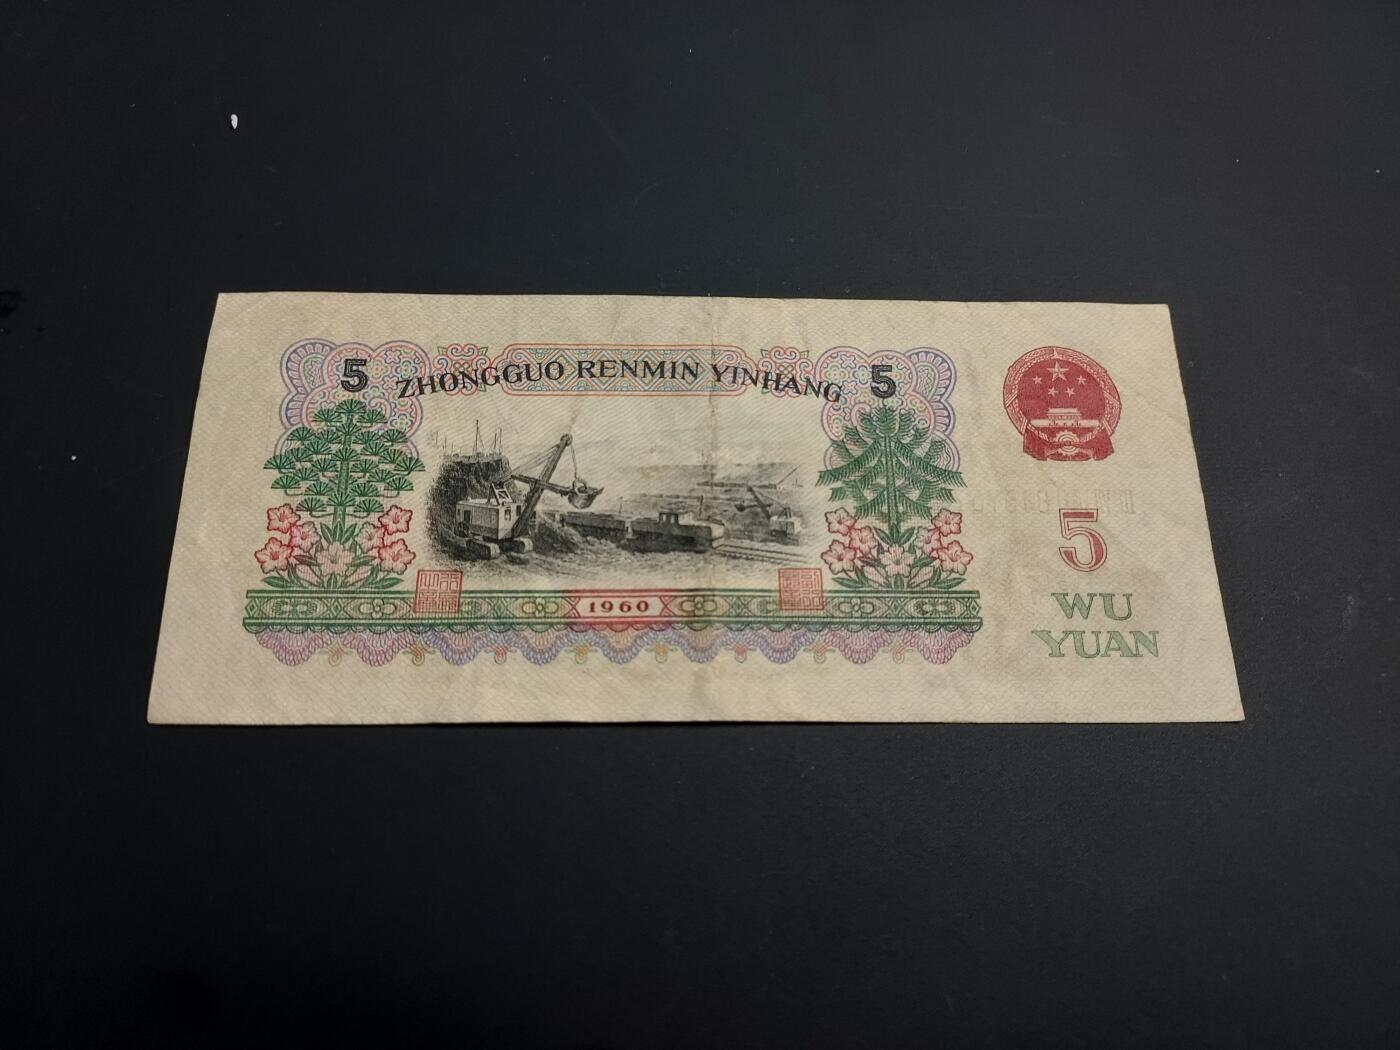 5 ZHONGGUO RENMIN YINHANG 5
5
1960
WU
YUAN